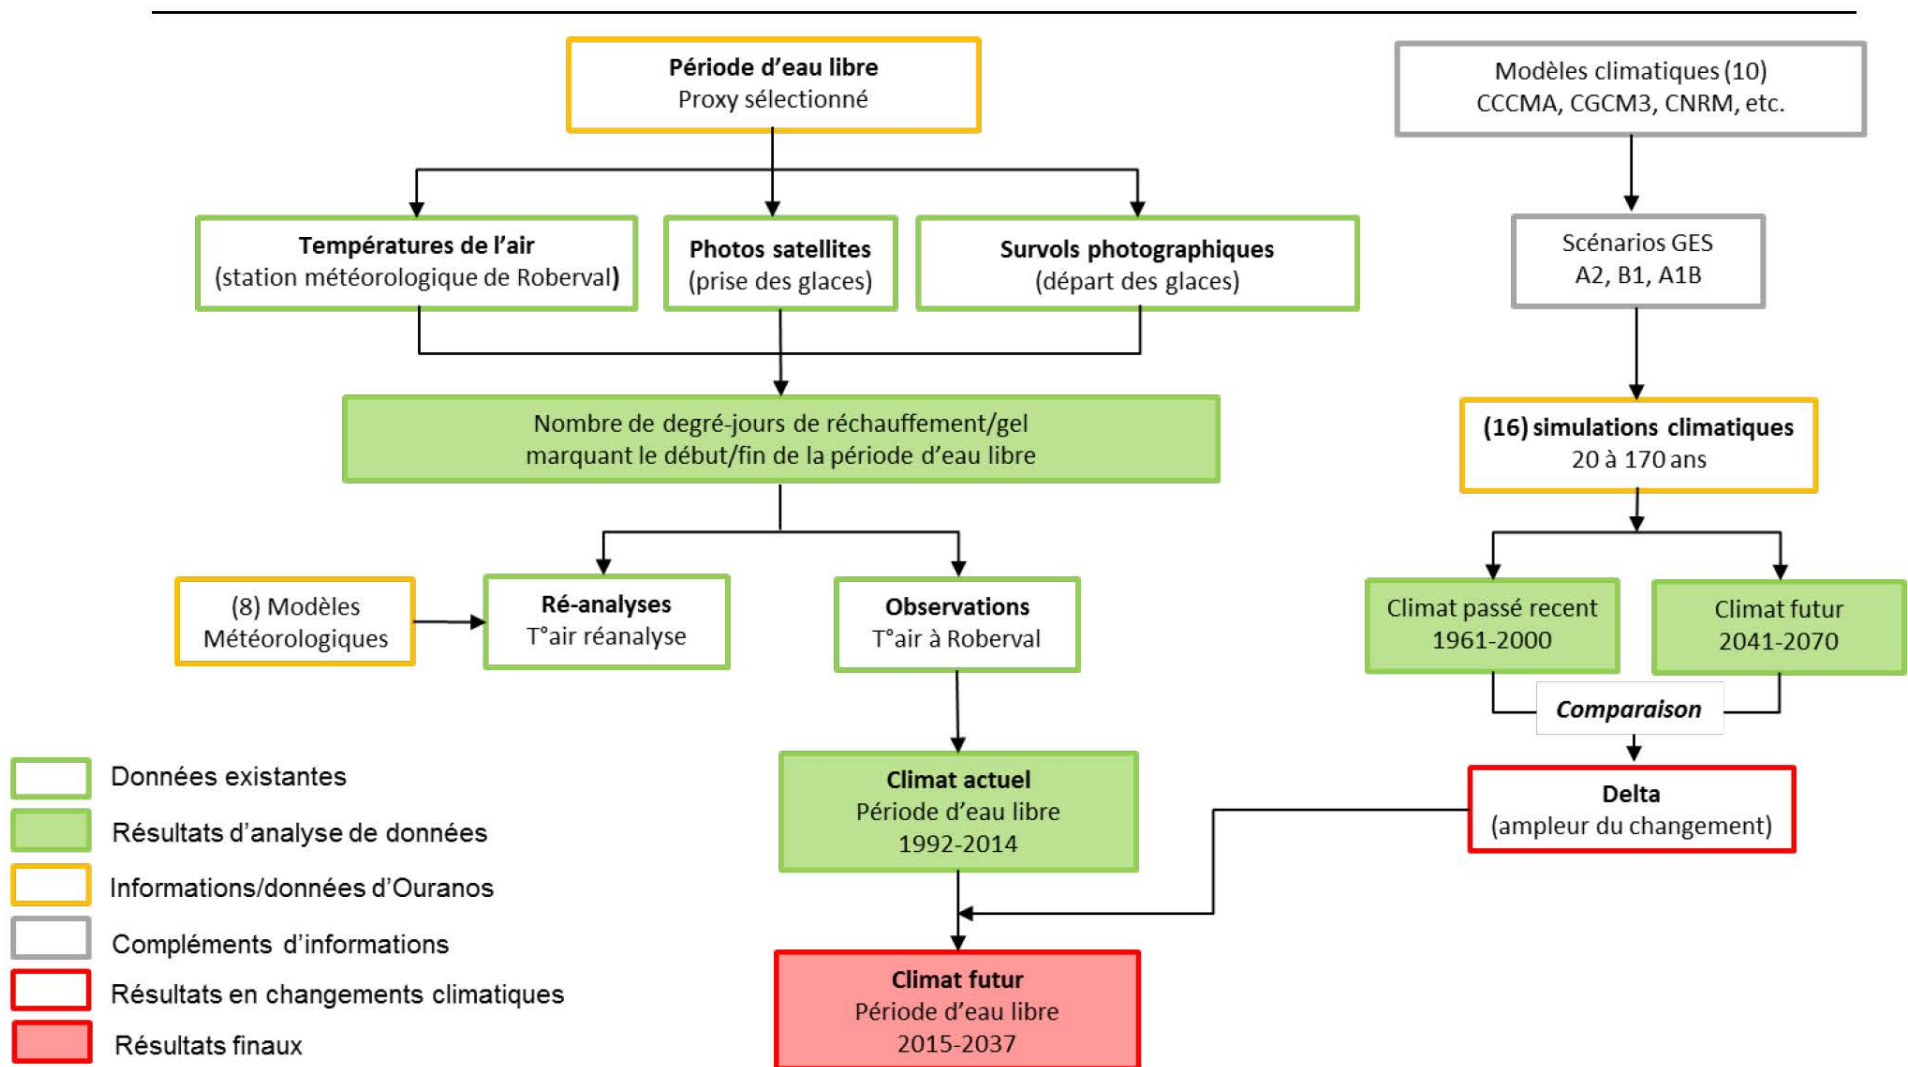 Période d'eau libre
Proxy sélectionné
Modèles climatiques (10)
CCCMA, CGCM3, CNRM, etc.
Températures de l'air
(station météorologique de Roberval)
Photos satellites
(prise des glaces)
Survols photographiques
(départ des glaces)
Scénarios GES
A2, B1, A1B
Nombre de degré-jours de réchauffement/gel
marquant le début/fin de la période d'eau libre
(16) simulations climatiques
20 à 170 ans
(8) Modèles
Météorologiques
Ré-analyses
T°air réanalyse
Observations
T°air à Roberval
Climat passé recent
1961-2000
Climat futur
2041-2070
Comparaison
Delta
(ampleur du changement)
Climat actuel
Période d'eau libre
1992-2014
Climat futur
Période d'eau libre
2015-2037
Données existantes
Résultats d'analyse de données
Informations/données d'Ouranos
Compléments d'informations
Résultats en changements climatiques
Résultats finaux